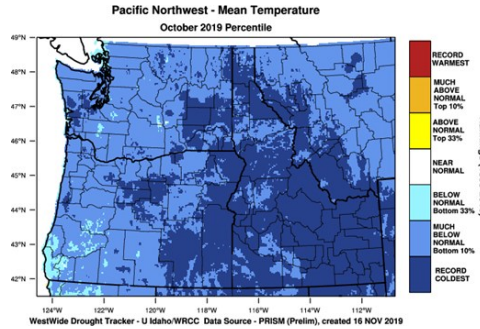 Pacific Northwest - Mean Temperature
October 2019 Percentile
49°N
48°N
47°N
46°N
45°N
44°N
43°N
42°N
124°W 122°W 120°W 118°W 116°W 114°W 112°W
RECORD
WARMEST
MUCH
ABOVE
NORMAL
Top 10%
ABOVE
NORMAL
Top 33%
NEAR
NORMAL
BELOW
NORMAL
Bottom 33%
MUCH
BELOW
NORMAL
Bottom 10%
RECORD
COLDEST
WestWide Drought Tracker - U Idaho/WRCC Data Source - PRISM (Prelim), created 16 NOV 2019